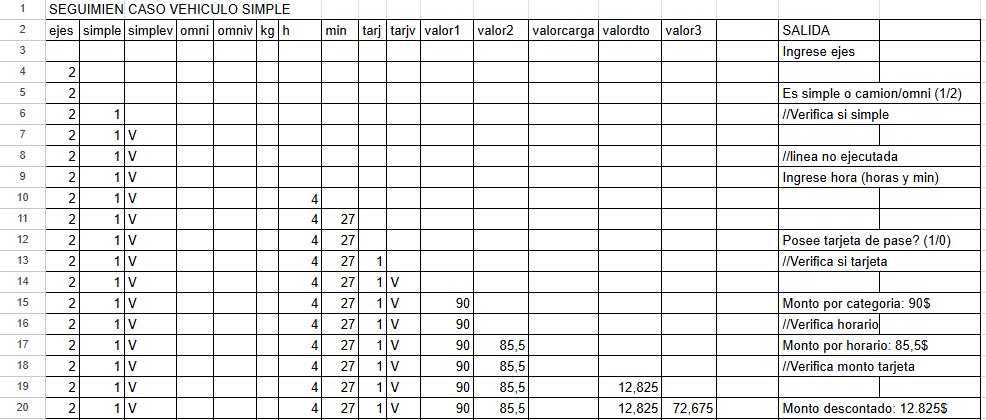 1 SEGUIMIEN CASO VEHICULO SIMPLE
2 ejes simple simplev omni omniv kg h min tarj tarjv valor1 valor2 valorcarga valordto valor3 SALIDA
3 Ingrese ejes
4 2
5 2 Es simple o camion/omni (1/2)
6 2 1 //Verifica si simple
7 2 1 V
8 2 1 V //linea no ejecutada
9 2 1 V Ingrese hora (horas y min)
10 2 1 V 4
11 2 1 V 4 27
12 2 1 V 4 27 Posee tarjeta de pase? (1/0)
13 2 1 V 4 27 1 //Verifica si tarjeta
14 2 1 V 4 27 1 V
15 2 1 V 4 27 1 V 90 Monto por categoria: 90$
16 2 1 V 4 27 1 V 90 //Verifica horario
17 2 1 V 4 27 1 V 90 85,5 Monto por horario: 85,5$
18 2 1 V 4 27 1 V 90 85,5 //Verifica monto tarjeta
19 2 1 V 4 27 1 V 90 85,5 12,825
20 2 1 V 4 27 1 V 90 85,5 12,825 72,675 Monto descontado: 12.825$